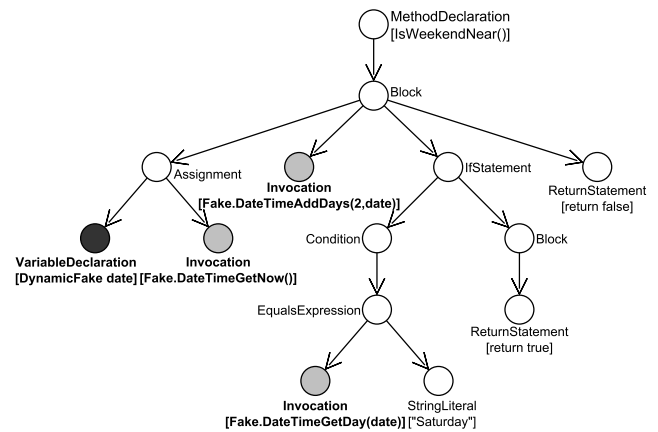 MethodDeclaration
[IsWeekendNear()]
Block
Assignment
Invocation
[Fake.DateTimeAddDays(2,date)]
IfStatement
ReturnStatement
[return false]
VariableDeclaration
[DynamicFake date]
Invocation
[Fake.DateTimeGetNow()]
Condition
Block
EqualsExpression
ReturnStatement
[return true]
Invocation
[Fake.DateTimeGetDay(date)]
StringLiteral
["Saturday"]